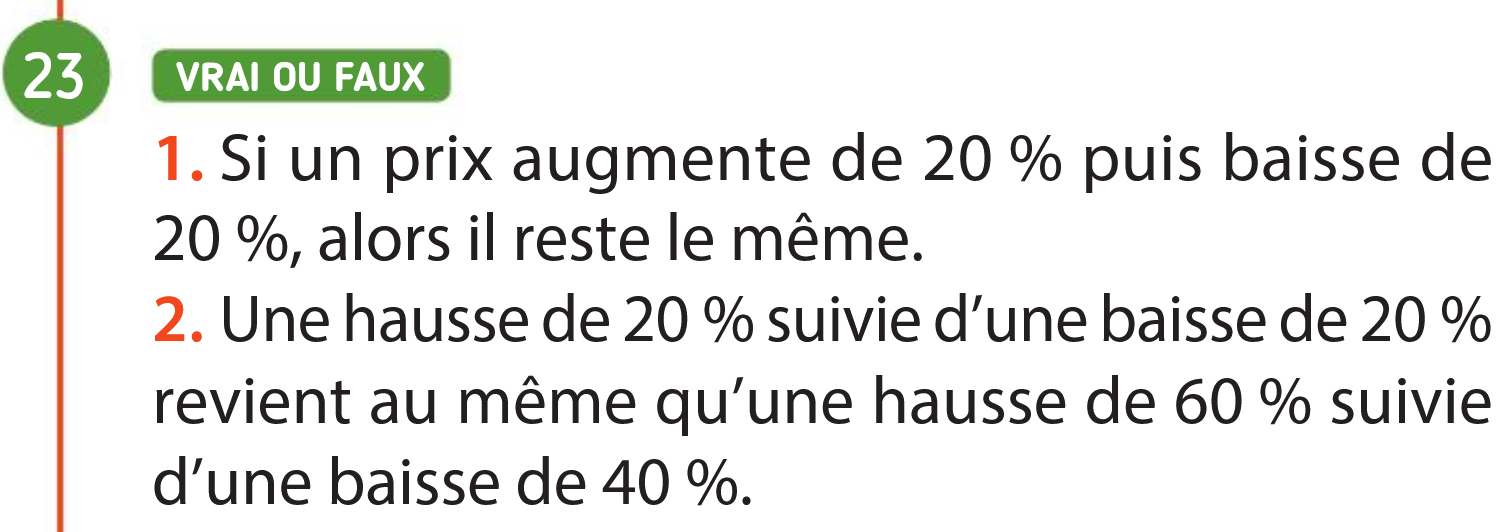 23 VRAI OU FAUX
1. Si un prix augmente de 20 % puis baisse de
20 %, alors il reste le même.
2. Une hausse de 20 % suivie d’une baisse de 20 %
revient au même qu’une hausse de 60 % suivie
d’une baisse de 40 %.